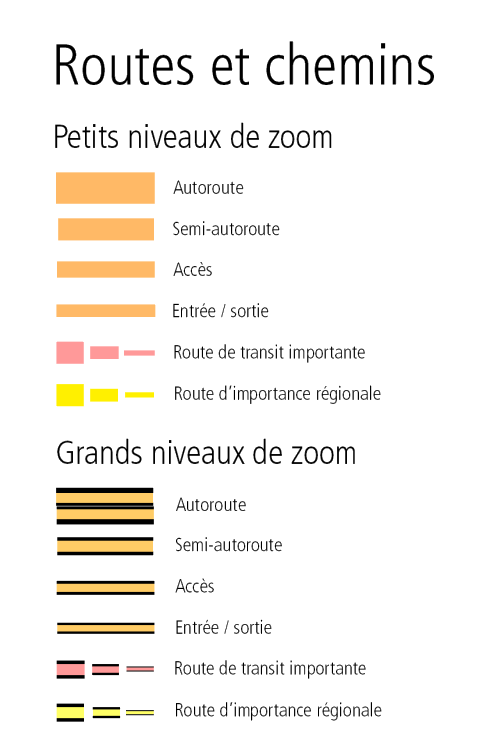 Routes et chemins
Petits niveaux de zoom
Autoroute
Semi-autoroute
Accès
Entrée / sortie
Route de transit importante
Route d’importance régionale
Grands niveaux de zoom
Autoroute
Semi-autoroute
Accès
Entrée / sortie
Route de transit importante
Route d’importance régionale